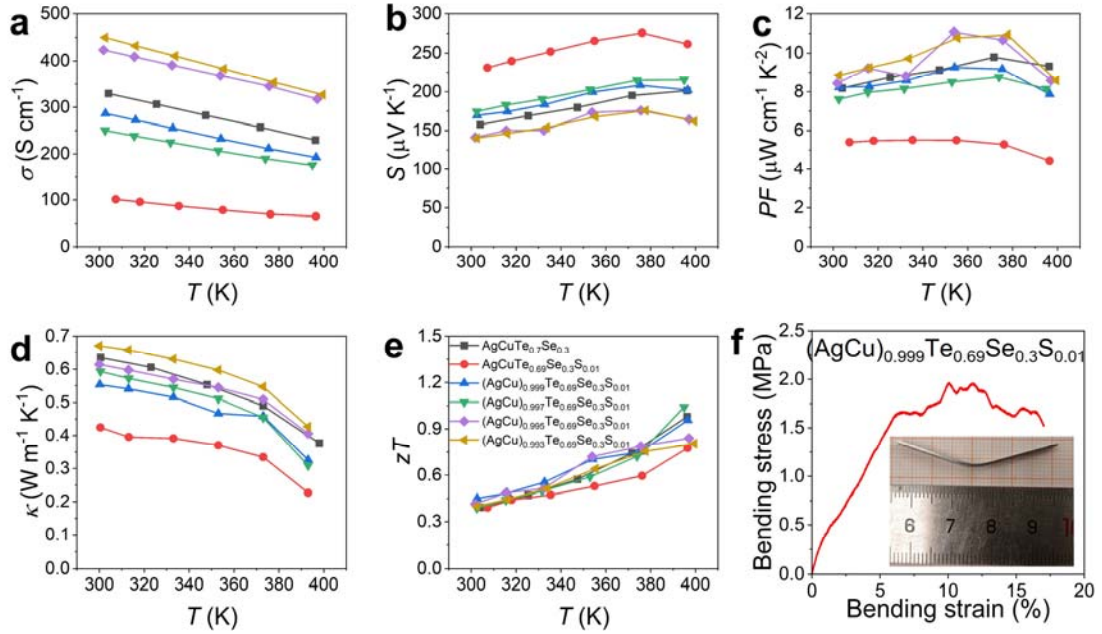 a
σ (S cm⁻¹)
500
400
300
200
100
0
300 320 340 360 380 400
T (K)
b
S (μV K⁻¹)
300
250
200
150
100
50
0
300 320 340 360 380 400
T (K)
c
PF (μW cm⁻¹ K⁻²)
12
10
8
6
4
2
0
300 320 340 360 380 400
T (K)
d
κ (W m⁻¹ K⁻¹)
0.7
0.6
0.5
0.4
0.3
0.2
0.1
0.0
300 320 340 360 380 400
T (K)
e
zT
1.5
1.2
0.9
0.6
0.3
0.0
300 320 340 360 380 400
T (K)
AgCuTe₀.₇Se₀.₃
AgCuTe₀.₆₉Se₀.₃S₀.₀₁
(AgCu)₀.₉₉₉Te₀.₆₉Se₀.₃S₀.₀₁
(AgCu)₀.₉₉₇Te₀.₆₉Se₀.₃S₀.₀₁
(AgCu)₀.₉₉₅Te₀.₆₉Se₀.₃S₀.₀₁
(AgCu)₀.₉₉₃Te₀.₆₉Se₀.₃S₀.₀₁
f
(AgCu)₀.₉₉₉Te₀.₆₉Se₀.₃S₀.₀₁
Bending stress (MPa)
2.5
2.0
1.5
1.0
0.5
0.0
6 7 8 9 10
0 5 10 15 20
Bending strain (%)